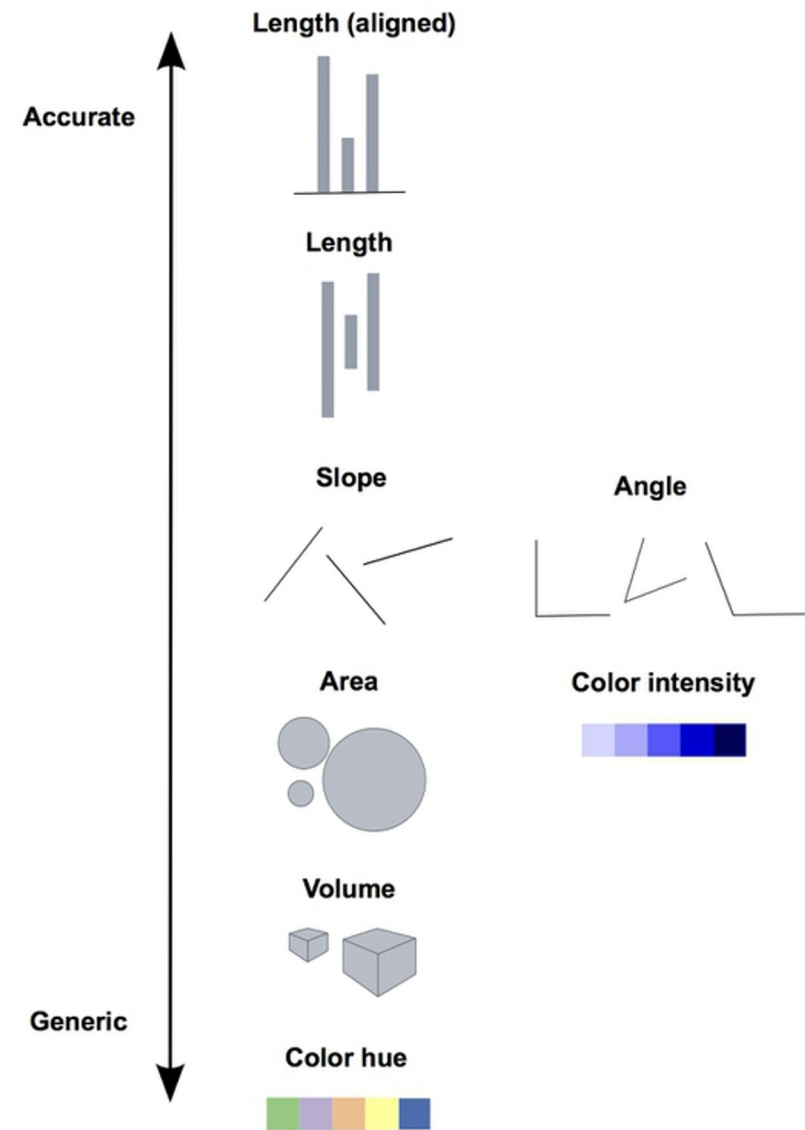 Length (aligned)
Accurate
Length
Slope
Angle
Area
Color intensity
Volume
Generic
Color hue